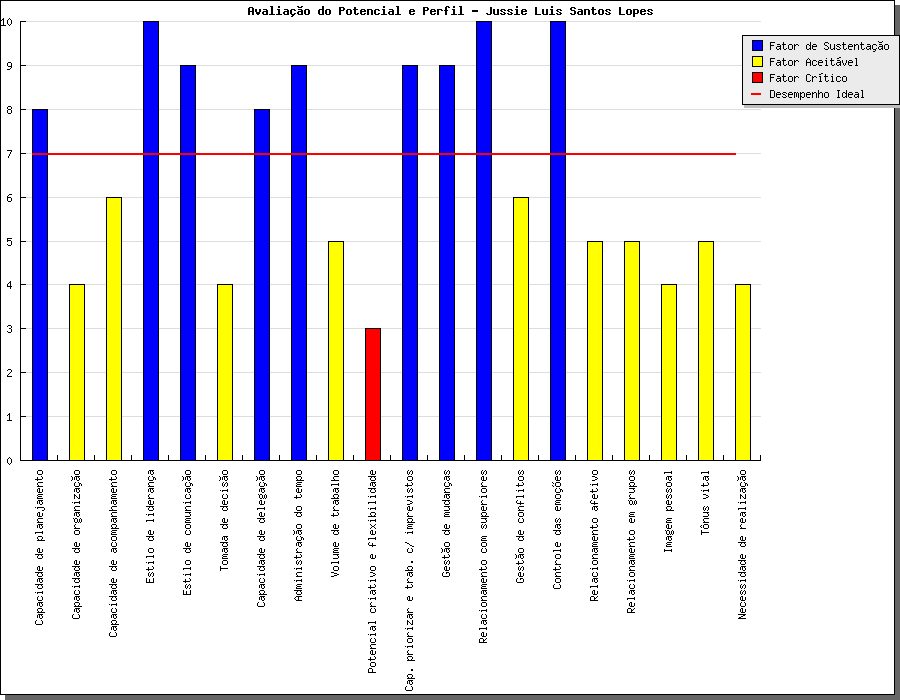 Avaliação do Potencial e Perfil - Jussie Luis Santos Lopes
Fator de Sustentação
Fator Aceitável
Fator Crítico
Desempenho Ideal
10
9
8
7
6
5
4
3
2
1
0
Capacidade de planejamento
Capacidade de organização
Capacidade de acompanhamento
Estilo de liderança
Estilo de comunicação
Tomada de decisão
Capacidade de delegação
Administração do tempo
Volume de trabalho
Potencial criativo e flexibilidade
Cap. priorizar e trab. c/ imprevistos
Gestão de mudanças
Relacionamento com superiores
Gestão de conflitos
Controle das emoções
Relacionamento afetivo
Relacionamento em grupos
Imagem pessoal
Tônus vital
Necessidade de realização